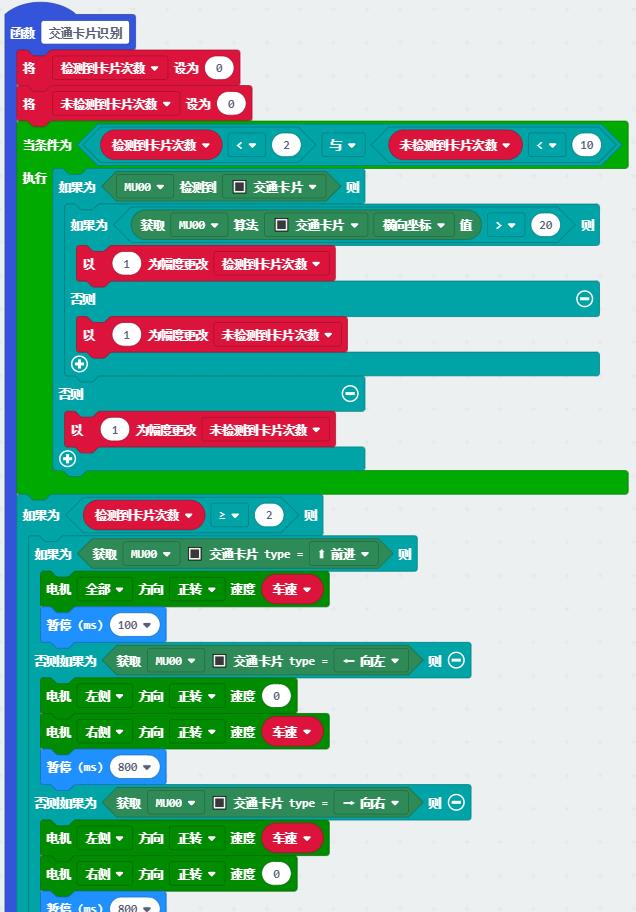 函数 交通卡片识别
将 检测到卡片次数 设为 0
将 未检测到卡片次数 设为 0
当条件为 检测到卡片次数 < 2 与 未检测到卡片次数 < 10
执行 如果为 MU00 检测到 交通卡片 则
如果为 获取 MU00 算法 交通卡片 横向坐标 值 > 20 则
以 1 为幅度更改 检测到卡片次数
否则
以 1 为幅度更改 未检测到卡片次数
否则
以 1 为幅度更改 未检测到卡片次数
如果为 检测到卡片次数 ≥ 2 则
如果为 获取 MU00 交通卡片 type = ⬆ 前进 则
电机 全部 方向 正转 速度 车速
暂停 (ms) 100
否则如果为 获取 MU00 交通卡片 type = ← 向左 则
电机 左侧 方向 正转 速度 0
电机 右侧 方向 正转 速度 车速
暂停 (ms) 800
否则如果为 获取 MU00 交通卡片 type = → 向右 则
电机 左侧 方向 正转 速度 车速
电机 右侧 方向 正转 速度 0
暂停 (ms) 800